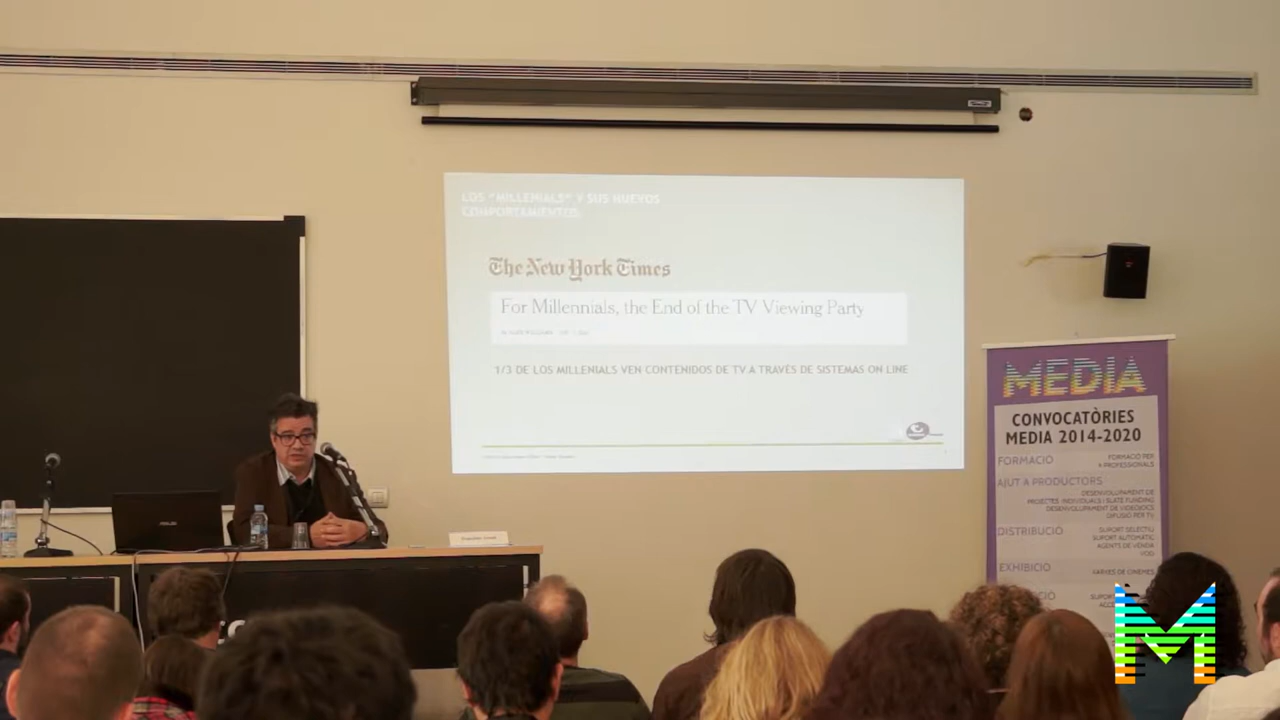 LOS "MILLENIALS" Y SUS NUEVOS
COMPORTAMIENTOS
The New York Times
For Millennials, the End of the TV Viewing Party
1/3 DE LOS MILLENIALS VEN CONTENIDOS DE TV A TRAVÉS DE SISTEMAS ON LINE
MEDIA
CONVOCATÒRIES
MEDIA 2014-2020
FORMACIÓ
FORMACIÓ PER
A PROFESSIONALS
AJUT A PRODUCTORS
DESENVOLUPAMENT DE
PROJECTES INDIVIDUALS I SLATE FUNDING
DESENVOLUPAMENT DE VIDEOJOCS
DIFUSIÓ PER TV
DISTRIBUCIÓ
SUPORT SELECTIU
SUPORT AUTOMÀTIC
AGENTS DE VENDA
VOD
EXHIBICIÓ
XARXES DE CINEMES
ASUS
M